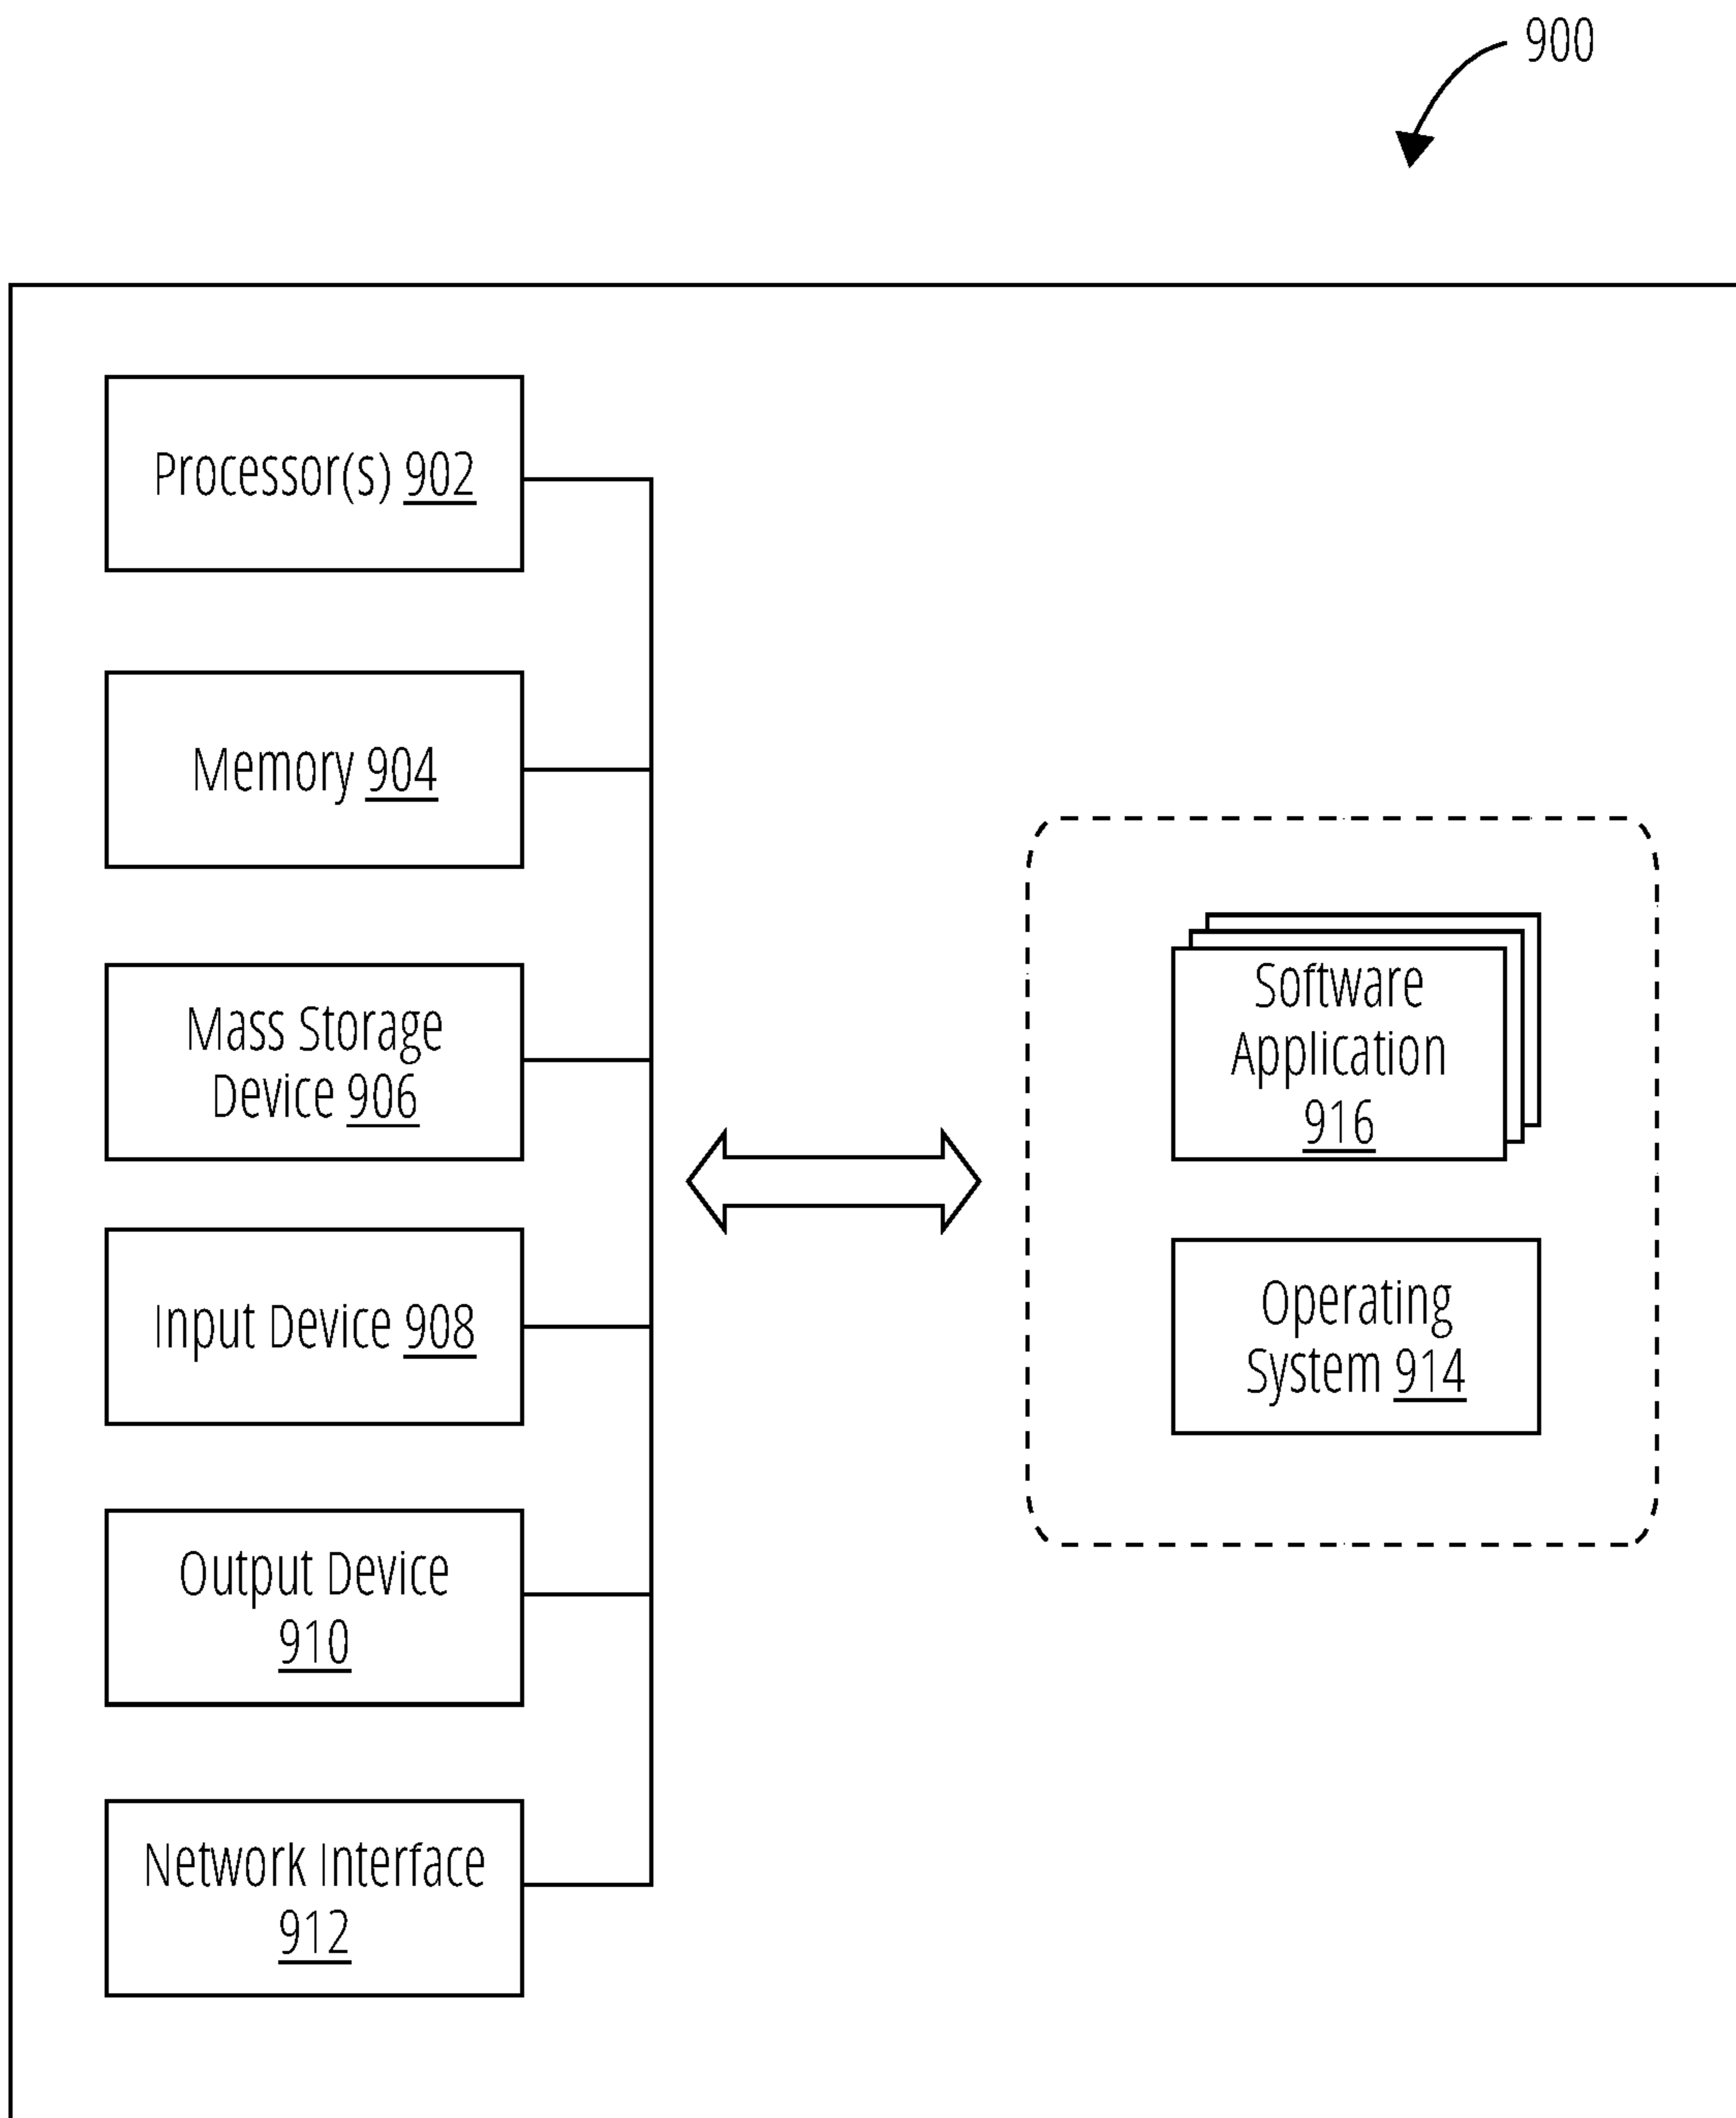 900
Processor(s) 902
Memory 904
Mass Storage
Device 906
Input Device 908
Output Device
910
Network Interface
912
Software
Application
916
Operating
System 914